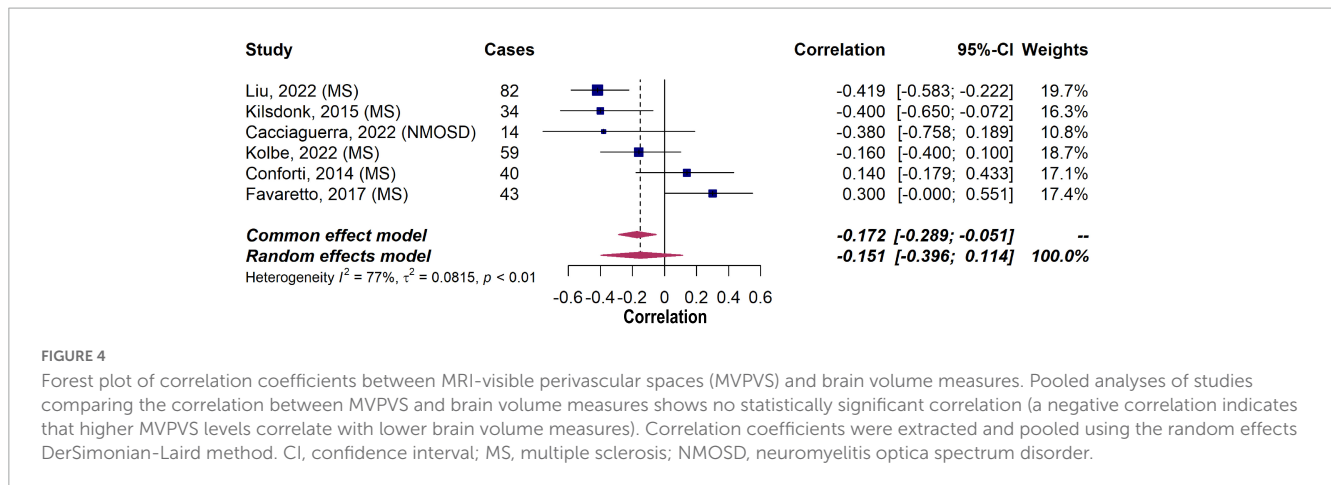 Study Cases Correlation 95%-CI Weights
Liu, 2022 (MS) 82 -0.419 [-0.583; -0.222] 19.7%
Kilsdonk, 2015 (MS) 34 -0.400 [-0.650; -0.072] 16.3%
Cacciaguerra, 2022 (NMOSD) 14 -0.380 [-0.758; 0.189] 10.8%
Kolbe, 2022 (MS) 59 -0.160 [-0.400; 0.100] 18.7%
Conforti, 2014 (MS) 40 0.140 [-0.179; 0.433] 17.1%
Favaretto, 2017 (MS) 43 0.300 [-0.000; 0.551] 17.4%
Common effect model -0.172 [-0.289; -0.051] --
Random effects model -0.151 [-0.396; 0.114] 100.0%
Heterogeneity I² = 77%, τ² = 0.0815, p < 0.01
-0.6 -0.4 -0.2 0 0.2 0.4 0.6
Correlation
FIGURE 4
Forest plot of correlation coefficients between MRI-visible perivascular spaces (MVPVS) and brain volume measures. Pooled analyses of studies
comparing the correlation between MVPVS and brain volume measures shows no statistically significant correlation (a negative correlation indicates
that higher MVPVS levels correlate with lower brain volume measures). Correlation coefficients were extracted and pooled using the random effects
DerSimonian-Laird method. CI, confidence interval; MS, multiple sclerosis; NMOSD, neuromyelitis optica spectrum disorder.